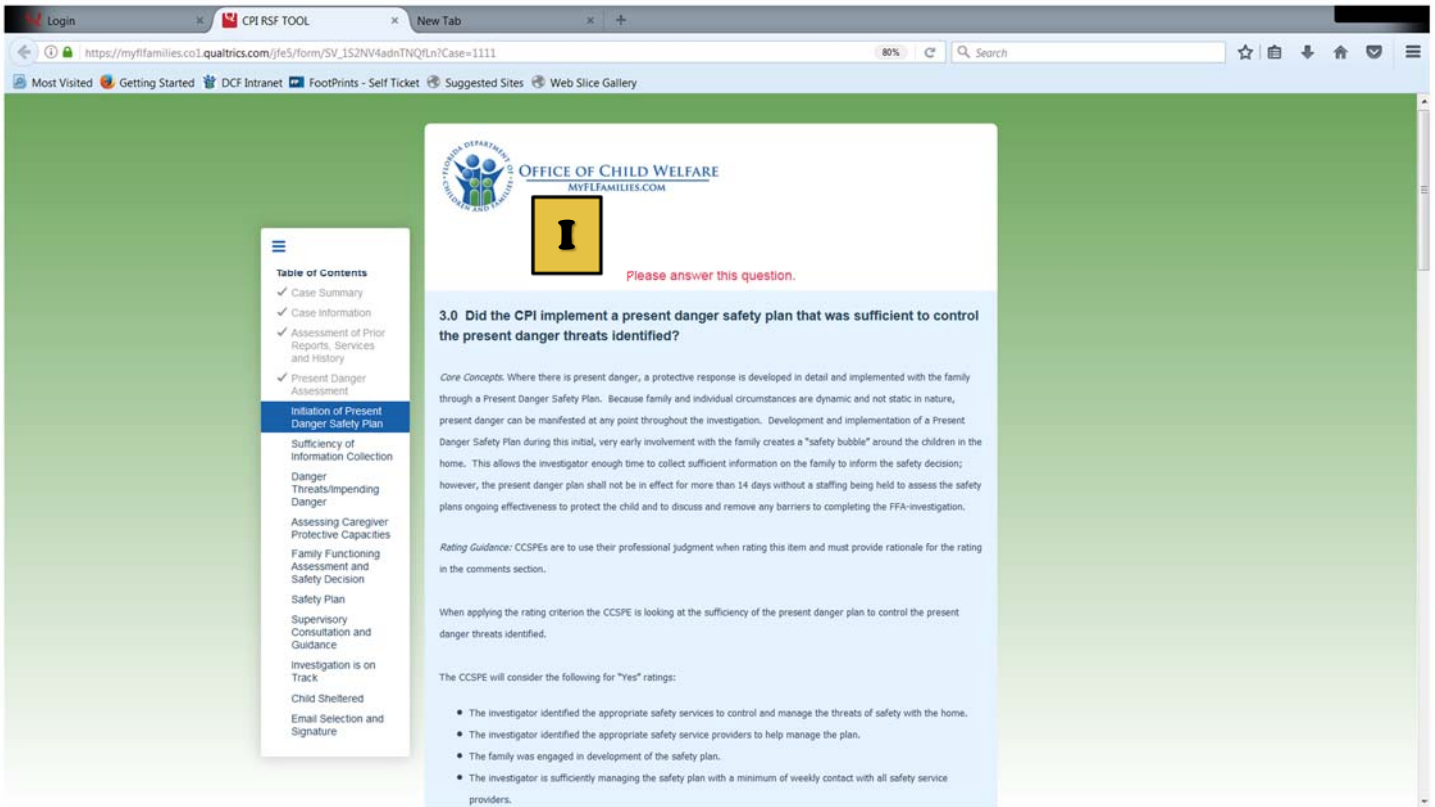 Login
CPI RSF TOOL
New Tab
https://myflfamilies.co1.qualtrics.com/jfe5/form/SV_1S2NV4adnTNQfLn?Case=1111
80%
Search
Most Visited Getting Started DCF Intranet FootPrints - Self Ticket Suggested Sites Web Slice Gallery
FLORIDA DEPARTMENT OF CHILDREN AND FAMILIES
OFFICE OF CHILD WELFARE
MYFLFAMILIES.COM
I
Please answer this question.
Table of Contents
Case Summary
Case Information
Assessment of Prior
Reports, Services
and History
Present Danger
Assessment
Initiation of Present
Danger Safety Plan
Sufficiency of
Information Collection
Danger
Threats/Impending
Danger
Assessing Caregiver
Protective Capacities
Family Functioning
Assessment and
Safety Decision
Safety Plan
Supervisory
Consultation and
Guidance
Investigation is on
Track
Child Sheltered
Email Selection and
Signature
3.0 Did the CPI implement a present danger safety plan that was sufficient to control
the present danger threats identified?
Core Concepts. Where there is present danger, a protective response is developed in detail and implemented with the family
through a Present Danger Safety Plan. Because family and individual circumstances are dynamic and not static in nature,
present danger can be manifested at any point throughout the investigation. Development and implementation of a Present
Danger Safety Plan during this initial, very early involvement with the family creates a "safety bubble" around the children in the
home. This allows the investigator enough time to collect sufficient information on the family to inform the safety decision;
however, the present danger plan shall not be in effect for more than 14 days without a staffing being held to assess the safety
plans ongoing effectiveness to protect the child and to discuss and remove any barriers to completing the FFA-investigation.
Rating Guidance: CCSPEs are to use their professional judgment when rating this item and must provide rationale for the rating
in the comments section.
When applying the rating criterion the CCSPE is looking at the sufficiency of the present danger plan to control the present
danger threats identified.
The CCSPE will consider the following for "Yes" ratings:
• The investigator identified the appropriate safety services to control and manage the threats of safety with the home.
• The investigator identified the appropriate safety service providers to help manage the plan.
• The family was engaged in development of the safety plan.
• The investigator is sufficiently managing the safety plan with a minimum of weekly contact with all safety service
providers.